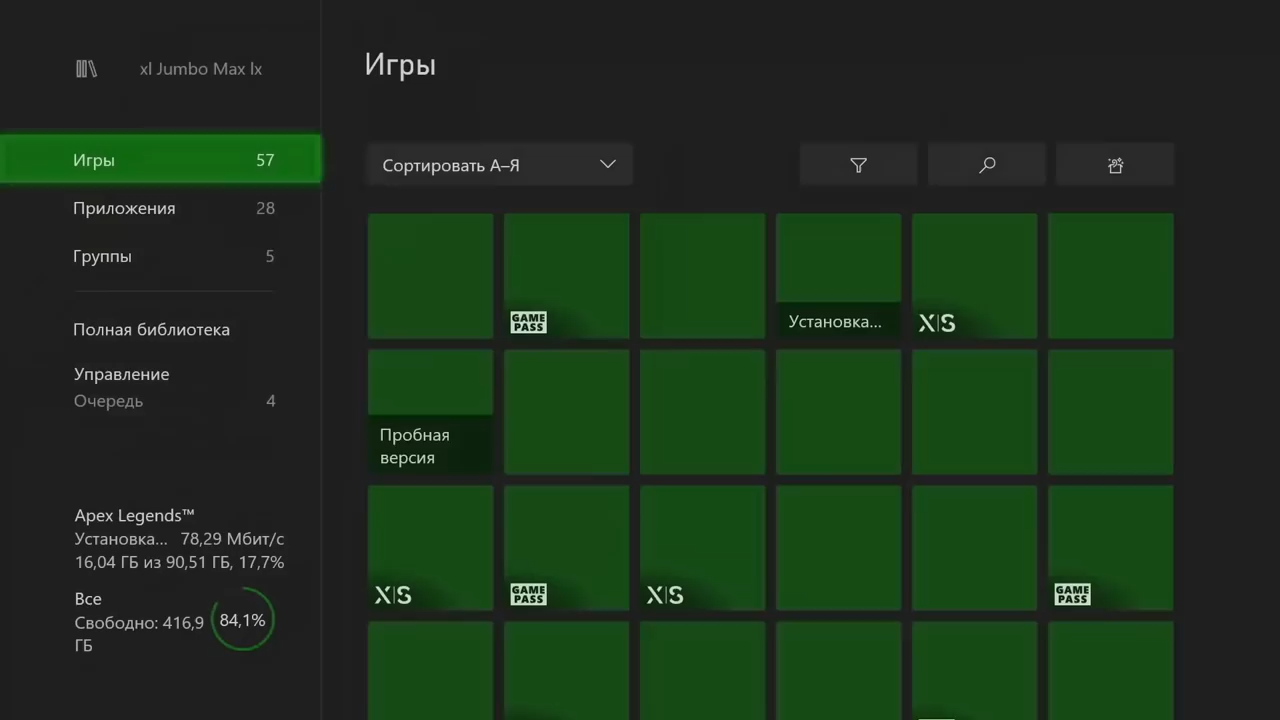 xl Jumbo Max lx
Игры
57
Приложения
28
Группы
5
Полная библиотека
Управление
Очередь
4
Apex Legends™
Установка... 78,29 Мбит/с
16,04 ГБ из 90,51 ГБ, 17,7%
Все
Свободно: 416,9
ГБ
84,1%
Игры
Сортировать А–Я
GAME
PASS
Установка...
X|S
Пробная
версия
X|S
GAME
PASS
X|S
GAME
PASS